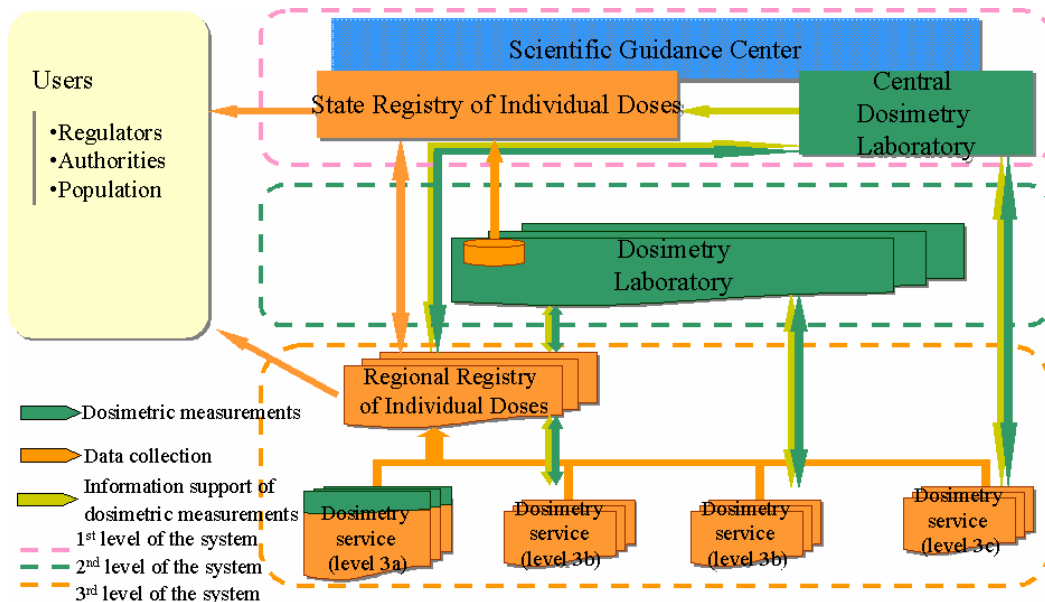 Users
•Regulators
•Authorities
•Population
Scientific Guidance Center
State Registry of Individual Doses
Central
Dosimetry
Laboratory
Dosimetry
Laboratory
Regional Registry
of Individual Doses
Dosimetry
service
(level 3a)
Dosimetry
service
(level 3b)
Dosimetry
service
(level 3b)
Dosimetry
service
(level 3c)
Dosimetric measurements
Data collection
Information support of
dosimetric measurements
1st level of the system
2nd level of the system
3rd level of the system